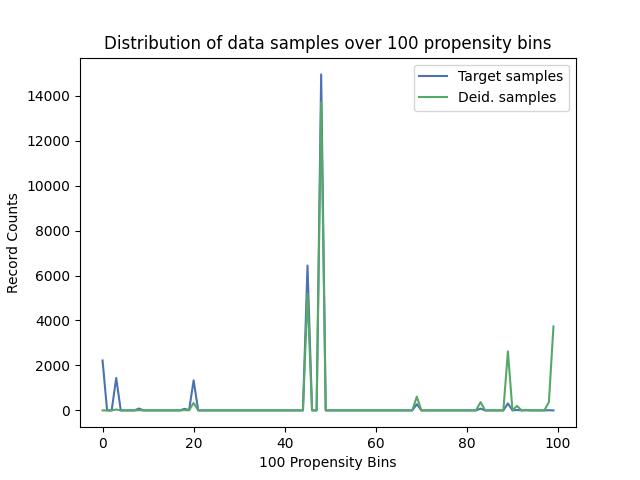 Distribution of data samples over 100 propensity bins
Target samples
Deid. samples
14000
12000
10000
8000
6000
4000
2000
0
Record Counts
0 20 40 60 80 100
100 Propensity Bins